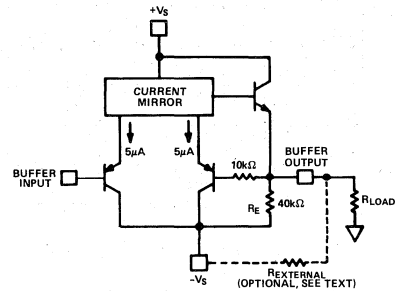 +VS
CURRENT
MIRROR
5μA
5μA
BUFFER
INPUT
BUFFER
OUTPUT
10kΩ
RE
40kΩ
RLOAD
-VS
REXTERNAL
(OPTIONAL, SEE TEXT)